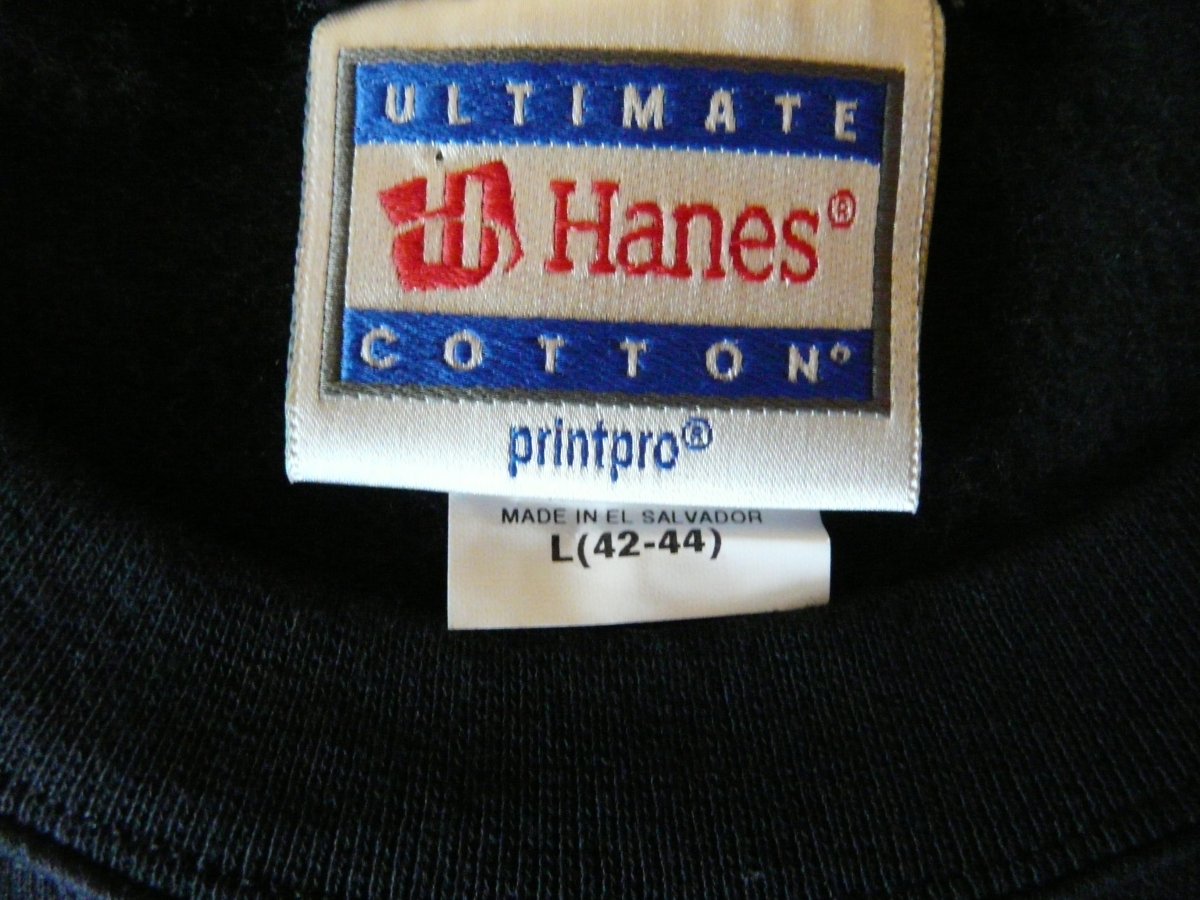 ULTIMATE
Hanes®
COTTON®
printpro®
MADE IN EL SALVADOR
L(42-44)